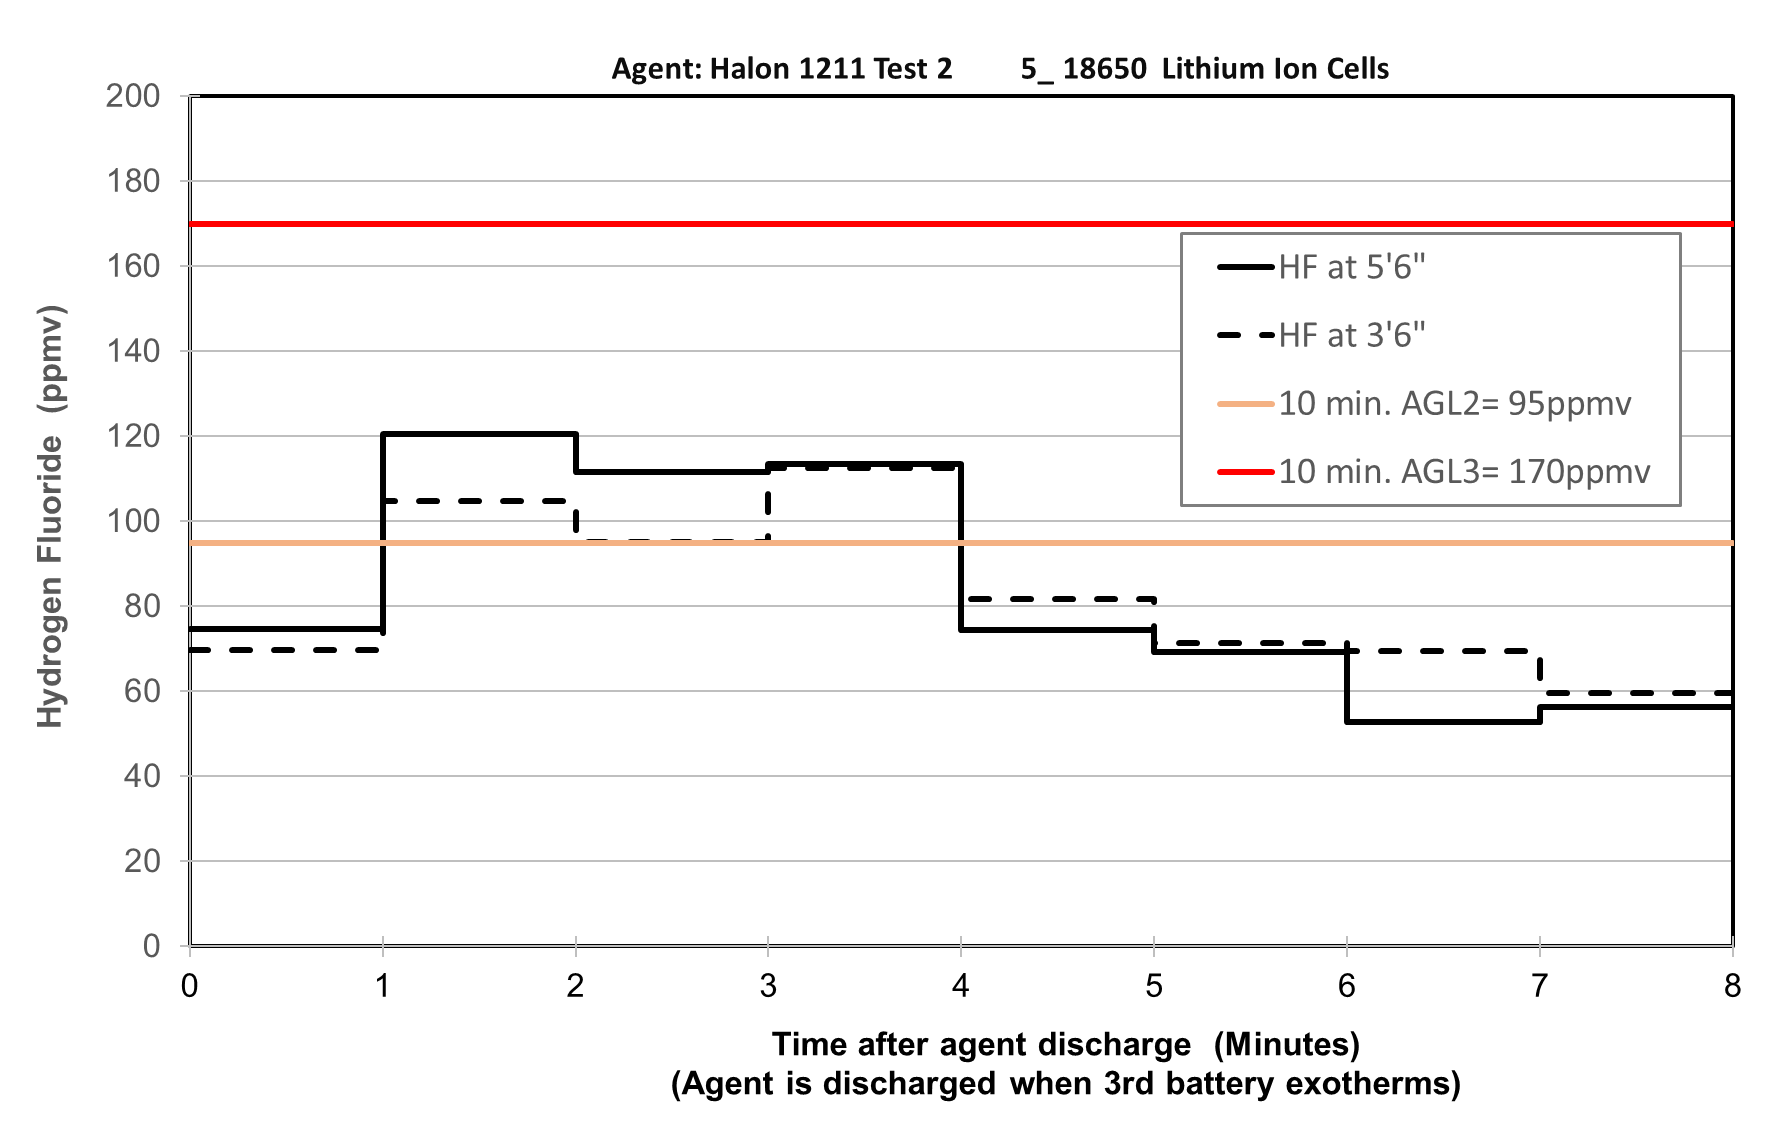 Agent: Halon 1211 Test 2 5_ 18650 Lithium Ion Cells
200
180
160
140
120
100
80
60
40
20
0
Hydrogen Fluoride (ppmv)
HF at 5'6"
HF at 3'6"
10 min. AGL2= 95ppmv
10 min. AGL3= 170ppmv
0 1 2 3 4 5 6 7 8
Time after agent discharge (Minutes)
(Agent is discharged when 3rd battery exotherms)